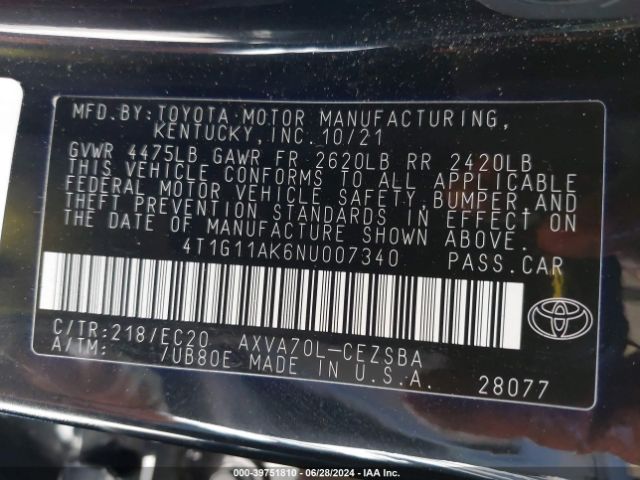 MFD.BY:TOYOTA MOTOR MANUFACTURING,
KENTUCKY,INC. 10/21
GVWR 4475LB GAWR FR 2620LB RR 2420LB
THIS VEHICLE CONFORMS TO ALL APPLICABLE
FEDERAL MOTOR VEHICLE SAFETY,BUMPER,AND
THEFT PREVENTION STANDARDS IN EFFECT ON
THE DATE OF MANUFACTURE SHOWN ABOVE.
4T1G11AK6NU007340 PASS.CAR
C/TR:218/EC20 AXVA70L-CEZSBA
A/TM: /UB80E MADE IN U.S.A. 28077
000-39751810 - 06/28/2024 - IAA Inc.